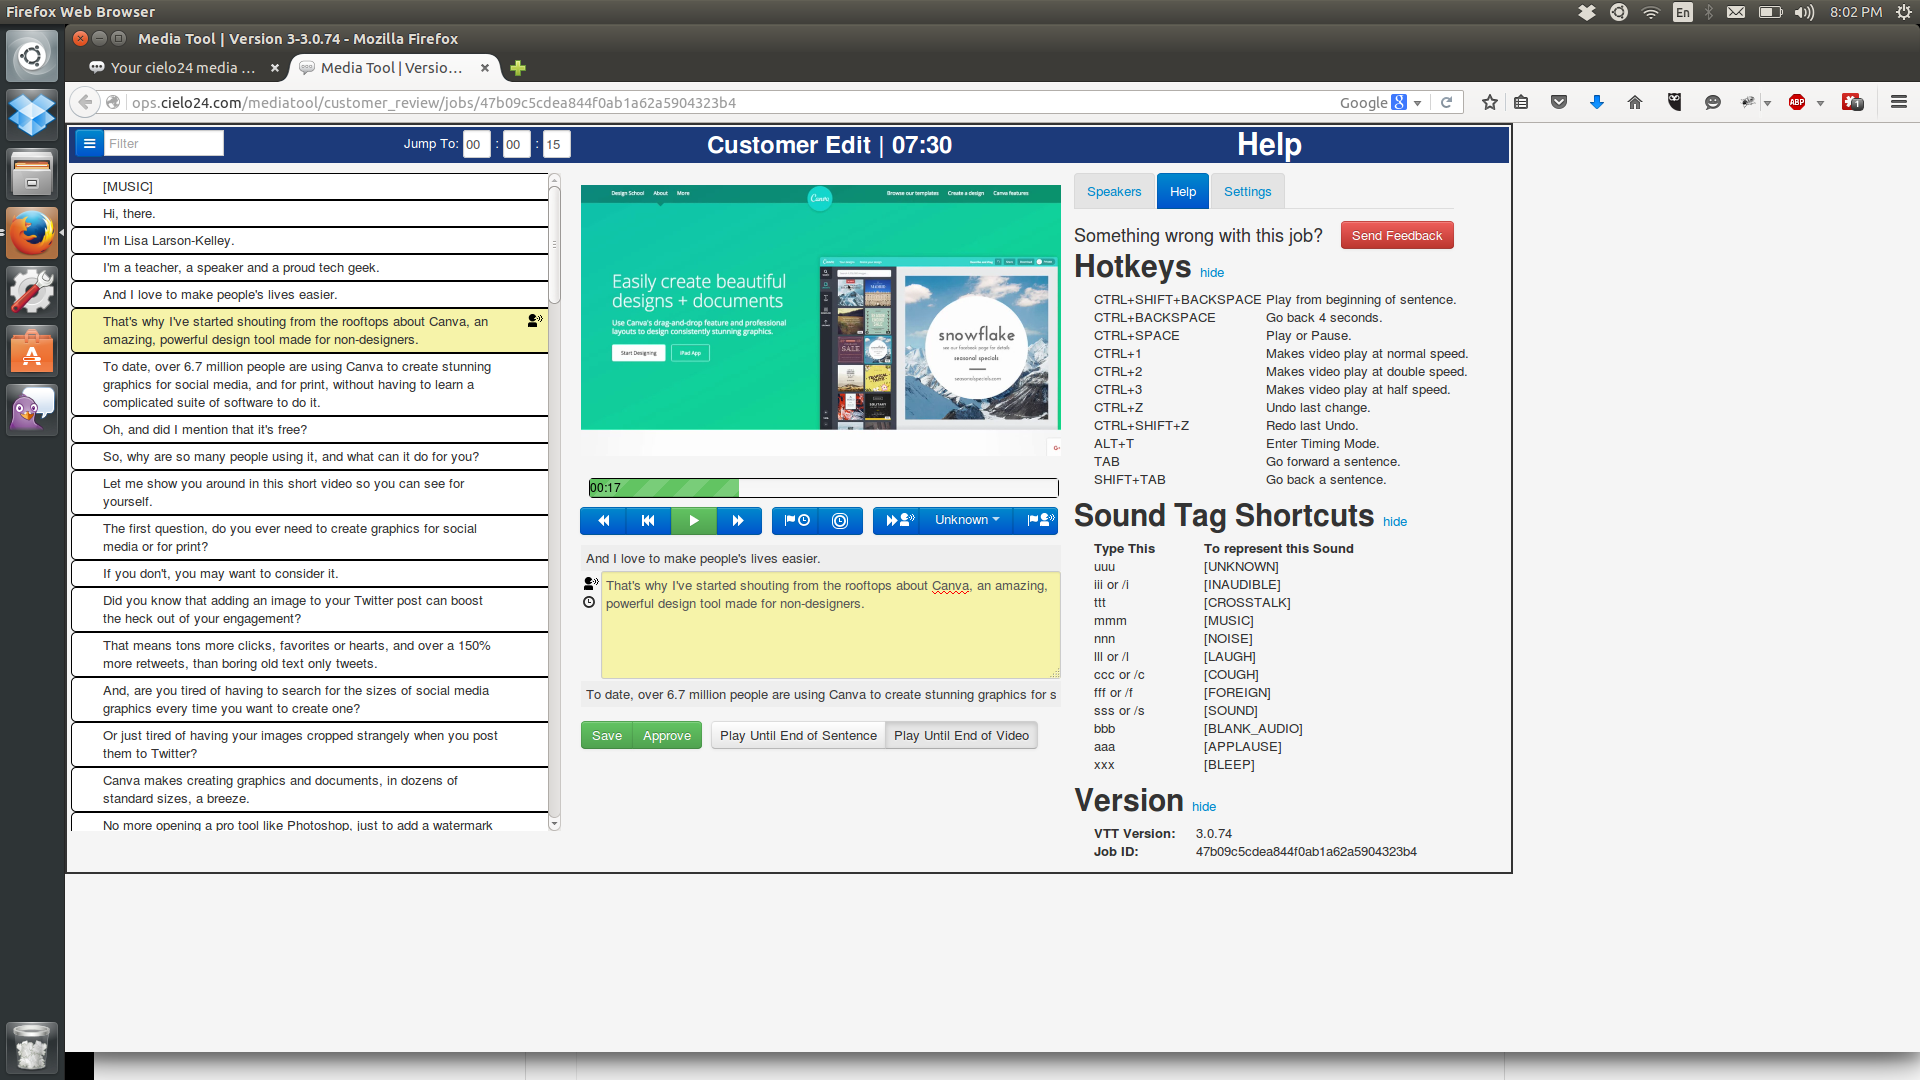 Firefox Web Browser
En
8:02 PM
Media Tool | Version 3-3.0.74 - Mozilla Firefox
Your cielo24 media ...
Media Tool | Versio...
ops.cielo24.com/mediatool/customer_review/jobs/47b09c5cdea844f0ab1a62a5904323b4
Google
8
ABP
1
Filter
Jump To: 00 : 00 : 15
Customer Edit | 07:30
Help
[MUSIC]
Hi, there.
I'm Lisa Larson-Kelley.
I'm a teacher, a speaker and a proud tech geek.
And I love to make people's lives easier.
That's why I've started shouting from the rooftops about Canva, an
amazing, powerful design tool made for non-designers.
To date, over 6.7 million people are using Canva to create stunning
graphics for social media, and for print, without having to learn a
complicated suite of software to do it.
Oh, and did I mention that it's free?
So, why are so many people using it, and what can it do for you?
Let me show you around in this short video so you can see for
yourself.
The first question, do you ever need to create graphics for social
media or for print?
If you don't, you may want to consider it.
Did you know that adding an image to your Twitter post can boost
the heck out of your engagement?
That means tons more clicks, favorites or hearts, and over a 150%
more retweets, than boring old text only tweets.
And, are you tired of having to search for the sizes of social media
graphics every time you want to create one?
Or just tired of having your images cropped strangely when you post
them to Twitter?
Canva makes creating graphics and documents, in dozens of
standard sizes, a breeze.
No more opening a pro tool like Photoshop, just to add a watermark
Design School
About
More
Canva
Browse our templates
Create a design
Canva features
Easily create beautiful
designs + documents
Use Canva's drag-and-drop feature and professional
layouts to design consistently stunning graphics.
Start Designing
iPad App
SALE
snowflake
see our facebook page for details
seasonal specials
seasonalspecials.com
G+
00:17
Unknown
And I love to make people's lives easier.
That's why I've started shouting from the rooftops about Canva, an amazing,
powerful design tool made for non-designers.
To date, over 6.7 million people are using Canva to create stunning graphics for s
Save
Approve
Play Until End of Sentence
Play Until End of Video
Speakers
Help
Settings
Something wrong with this job?
Send Feedback
Hotkeys hide
CTRL+SHIFT+BACKSPACE Play from beginning of sentence.
CTRL+BACKSPACE Go back 4 seconds.
CTRL+SPACE Play or Pause.
CTRL+1 Makes video play at normal speed.
CTRL+2 Makes video play at double speed.
CTRL+3 Makes video play at half speed.
CTRL+Z Undo last change.
CTRL+SHIFT+Z Redo last Undo.
ALT+T Enter Timing Mode.
TAB Go forward a sentence.
SHIFT+TAB Go back a sentence.
Sound Tag Shortcuts hide
Type This To represent this Sound
uuu [UNKNOWN]
iii or /i [INAUDIBLE]
ttt [CROSSTALK]
mmm [MUSIC]
nnn [NOISE]
lll or /l [LAUGH]
ccc or /c [COUGH]
fff or /f [FOREIGN]
sss or /s [SOUND]
bbb [BLANK_AUDIO]
aaa [APPLAUSE]
xxx [BLEEP]
Version hide
VTT Version: 3.0.74
Job ID: 47b09c5cdea844f0ab1a62a5904323b4